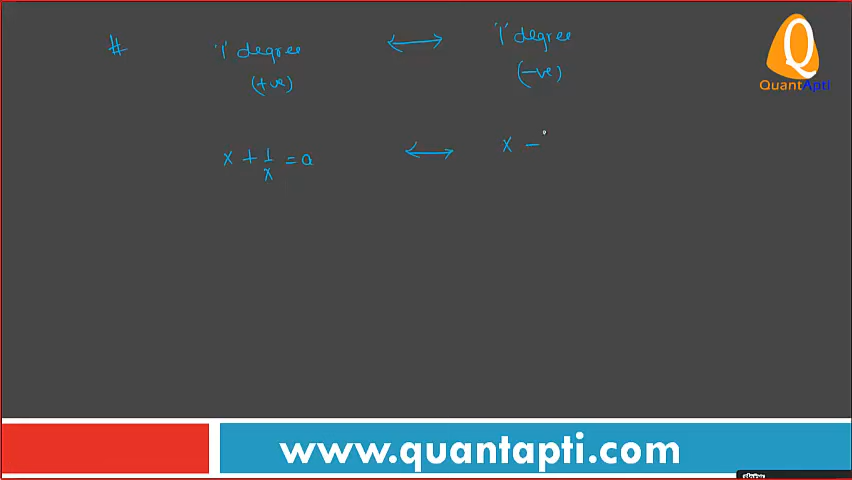 # '1' degree ↔ '1' degree
(+ve) (-ve)
x + 1/x = a ↔ x -
QuantApti
www.quantapti.com